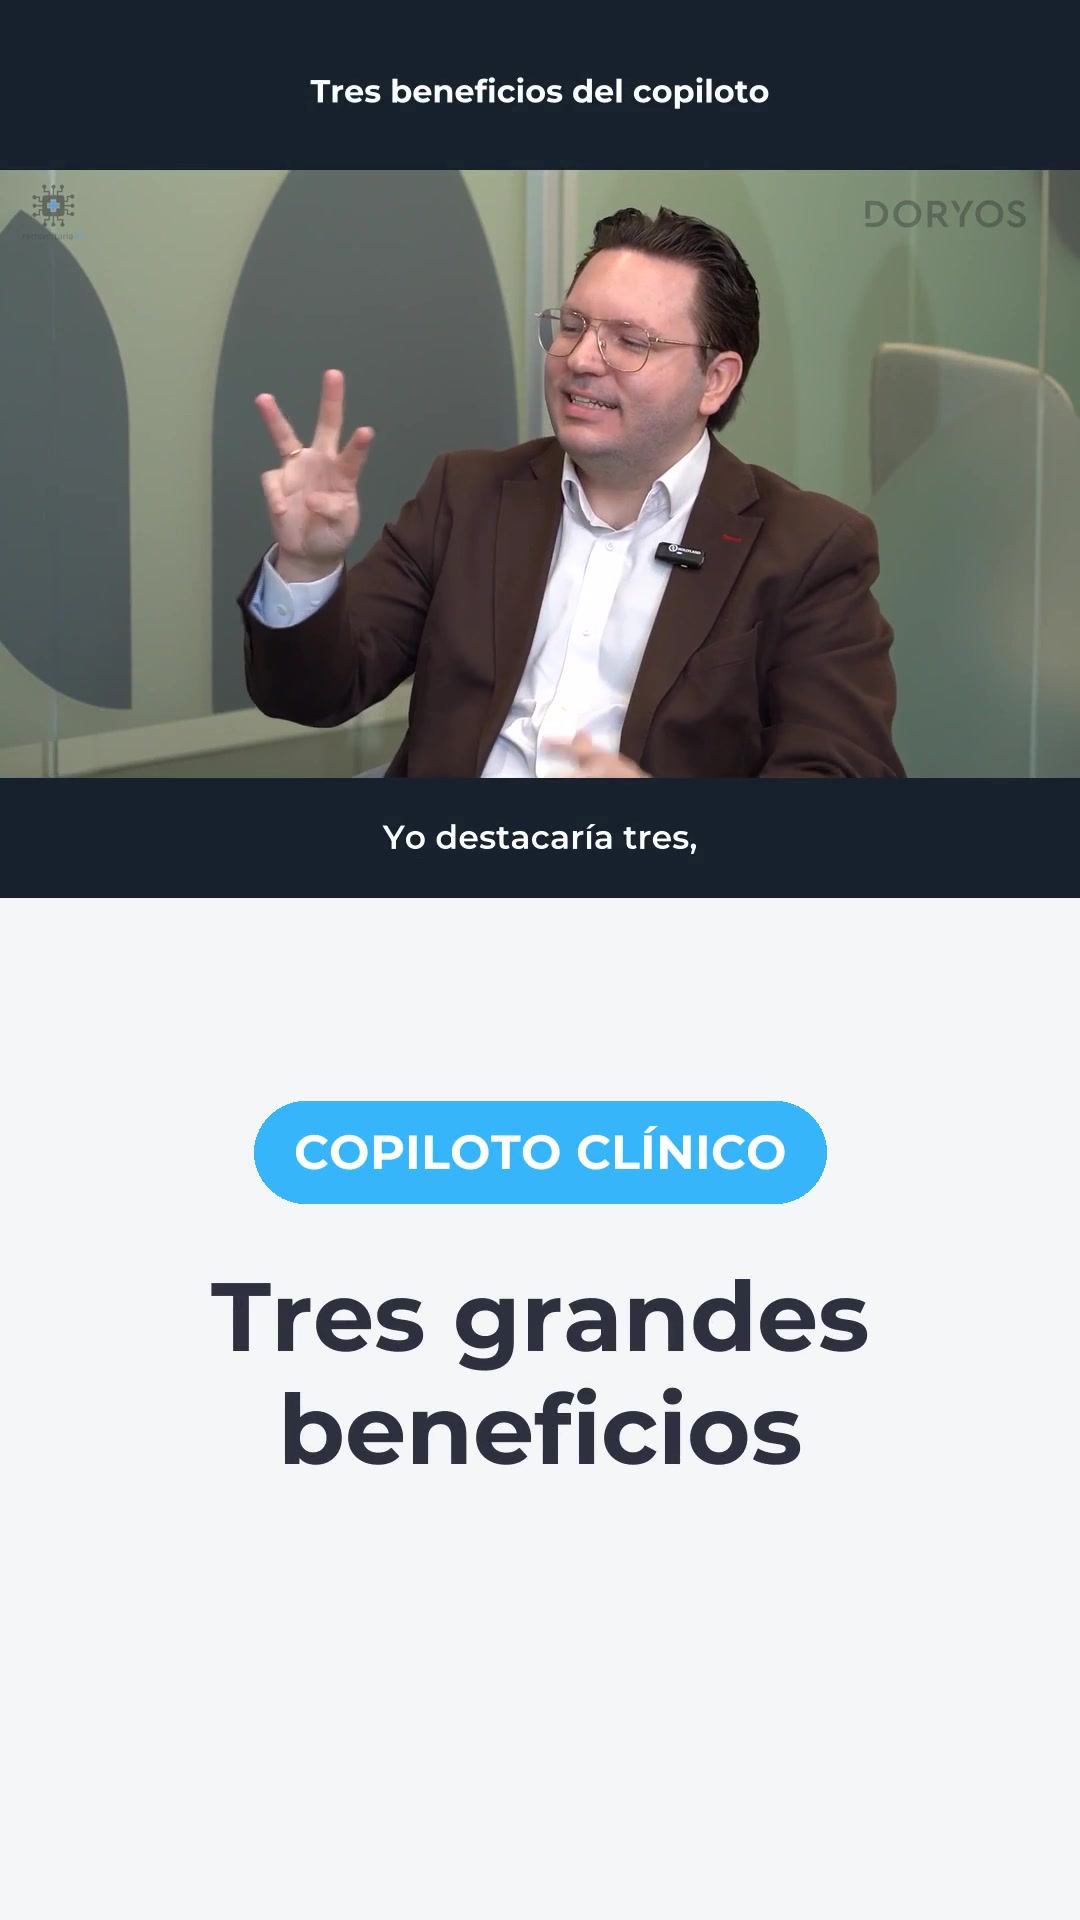 Tres beneficios del copiloto
DORYOS
Yo destacaría tres,
COPILOTO CLÍNICO
Tres grandes
beneficios